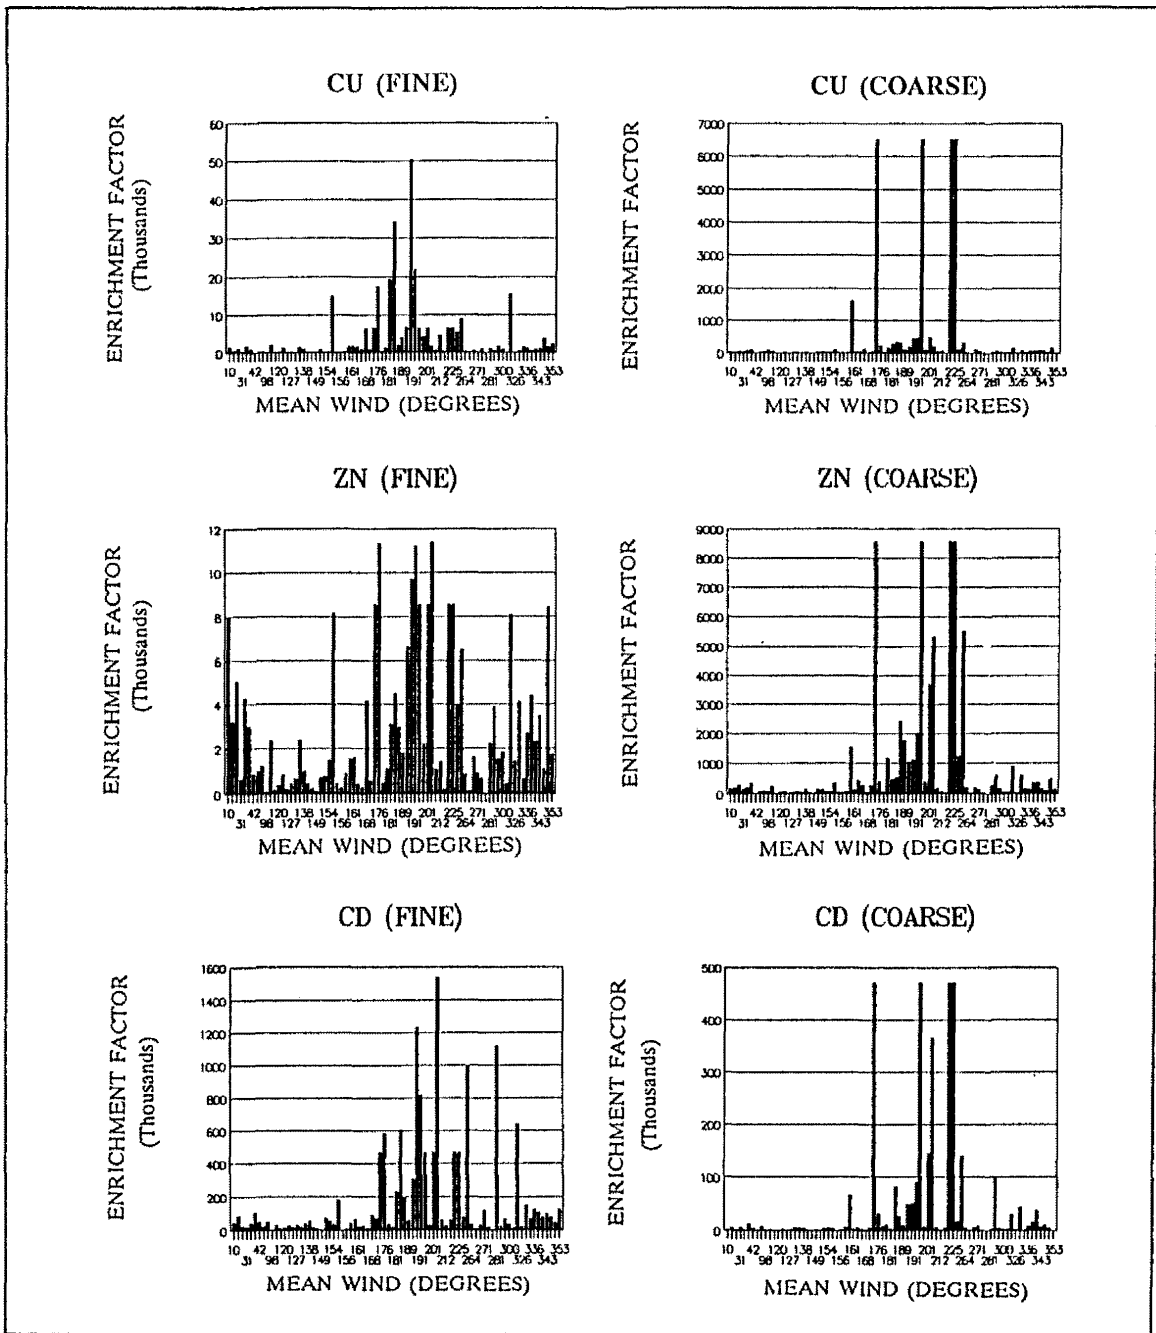 CU (FINE)
ENRICHMENT FACTOR
(Thousands)
60
50
40
30
20
10
0
10 42 120 138 154 161 176 189 201 225 271 300 336 353
31 98 127 149 156 168 181 191 212 264 281 326 343
MEAN WIND (DEGREES)
CU (COARSE)
ENRICHMENT FACTOR
7000
6000
5000
4000
3000
2000
1000
0
10 42 120 138 154 161 176 189 201 225 271 300 336 353
31 98 127 149 156 168 181 191 212 264 281 326 343
MEAN WIND (DEGREES)
ZN (FINE)
ENRICHMENT FACTOR
(Thousands)
12
10
8
6
4
2
0
10 42 120 138 154 161 176 189 201 225 271 300 336 353
31 98 127 149 156 168 181 191 212 264 281 326 343
MEAN WIND (DEGREES)
ZN (COARSE)
ENRICHMENT FACTOR
9000
8000
7000
6000
5000
4000
3000
2000
1000
0
10 42 120 138 154 161 176 189 201 225 271 300 336 353
31 98 127 149 156 168 181 191 212 264 281 326 343
MEAN WIND (DEGREES)
CD (FINE)
ENRICHMENT FACTOR
(Thousands)
1600
1400
1200
1000
800
600
400
200
0
10 42 120 138 154 161 176 189 201 225 271 300 336 353
31 98 127 149 156 168 181 191 212 264 281 326 343
MEAN WIND (DEGREES)
CD (COARSE)
ENRICHMENT FACTOR
(Thousands)
500
400
300
200
100
0
10 42 120 138 154 161 176 189 201 225 271 300 336 353
31 98 127 149 156 168 181 191 212 264 281 326 343
MEAN WIND (DEGREES)